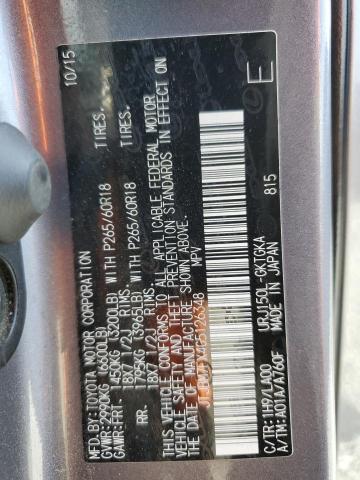 MFD. BY: TOYOTA MOTOR CORPORATION 10/15
GVWR: 2990KG (6600LB)
GAWR: FRT. 1450KG (3200LB) WITH P265/60R18 TIRES,
18X7 1/2J RIMS
RR. 1795KG (3965LB) WITH P265/60R18 TIRES,
18X7 1/2J RIMS
THIS VEHICLE CONFORMS TO ALL APPLICABLE FEDERAL MOTOR
VEHICLE SAFETY AND THEFT PREVENTION STANDARDS IN EFFECT ON
THE DATE OF MANUFACTURE SHOWN ABOVE.
MPV
E
C/TR: 1H9/LA00 URJ150L-GKTGKA 815
A/TM: A01A/A760F MADE IN JAPAN